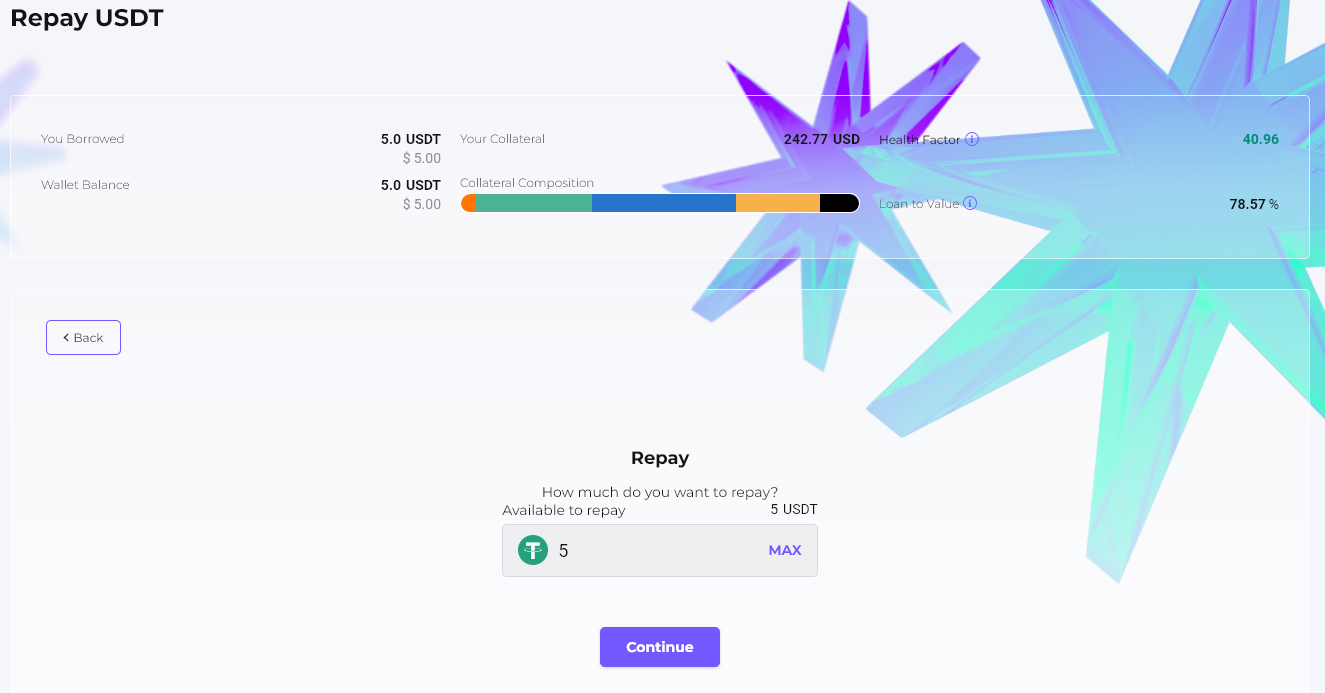 Repay USDT
You Borrowed
5.0 USDT
$ 5.00
Wallet Balance
5.0 USDT
$ 5.00
Your Collateral
242.77 USD
Collateral Composition
Health Factor
40.96
Loan to Value
78.57 %
Back
Repay
How much do you want to repay?
Available to repay
5 USDT
5
MAX
Continue